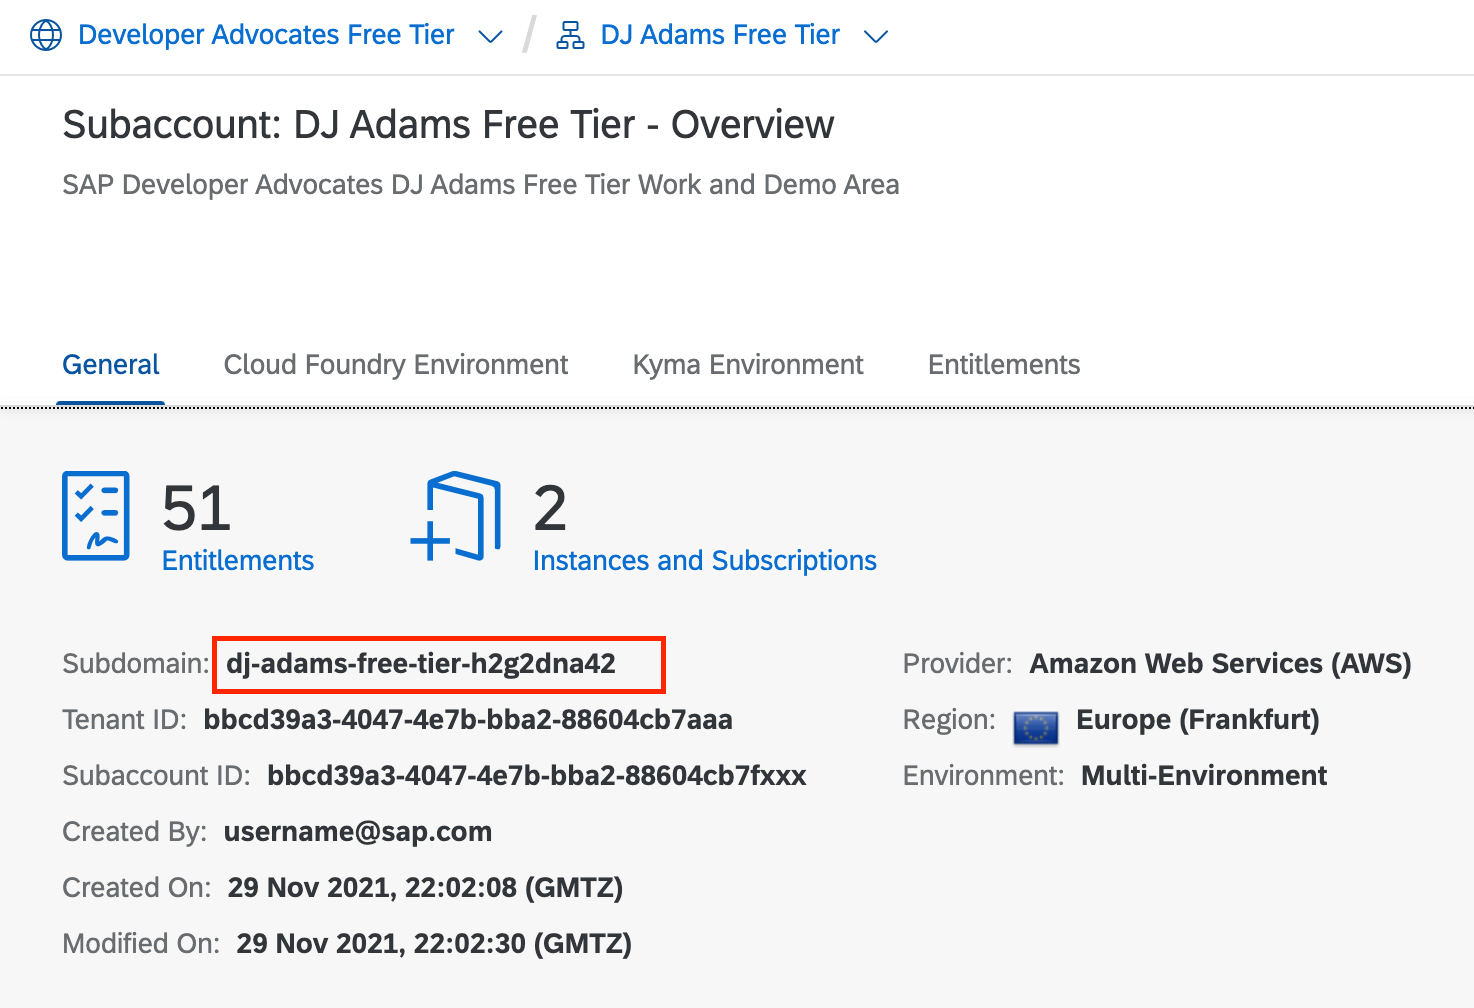 Developer Advocates Free Tier / DJ Adams Free Tier
Subaccount: DJ Adams Free Tier - Overview
SAP Developer Advocates DJ Adams Free Tier Work and Demo Area
General Cloud Foundry Environment Kyma Environment Entitlements
51
Entitlements
2
Instances and Subscriptions
Subdomain: dj-adams-free-tier-h2g2dna42
Tenant ID: bbcd39a3-4047-4e7b-bba2-88604cb7aaa
Subaccount ID: bbcd39a3-4047-4e7b-bba2-88604cb7fxxx
Created By: username@sap.com
Created On: 29 Nov 2021, 22:02:08 (GMTZ)
Modified On: 29 Nov 2021, 22:02:30 (GMTZ)
Provider: Amazon Web Services (AWS)
Region: Europe (Frankfurt)
Environment: Multi-Environment